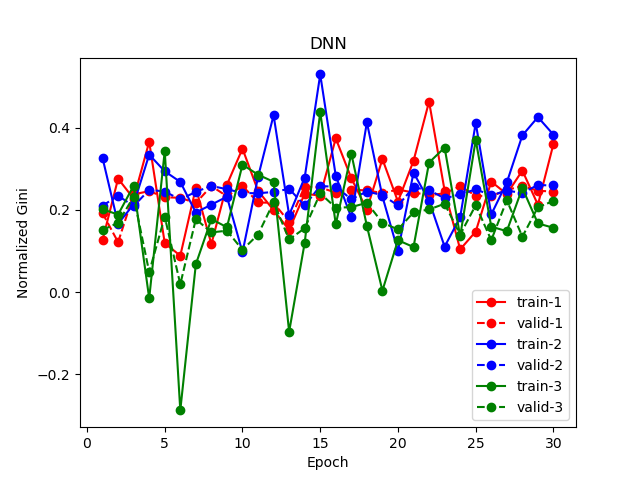 DNN
Normalized Gini
0.4
0.2
0.0
−0.2
0
5
10
15
20
25
30
Epoch
train-1
valid-1
train-2
valid-2
train-3
valid-3